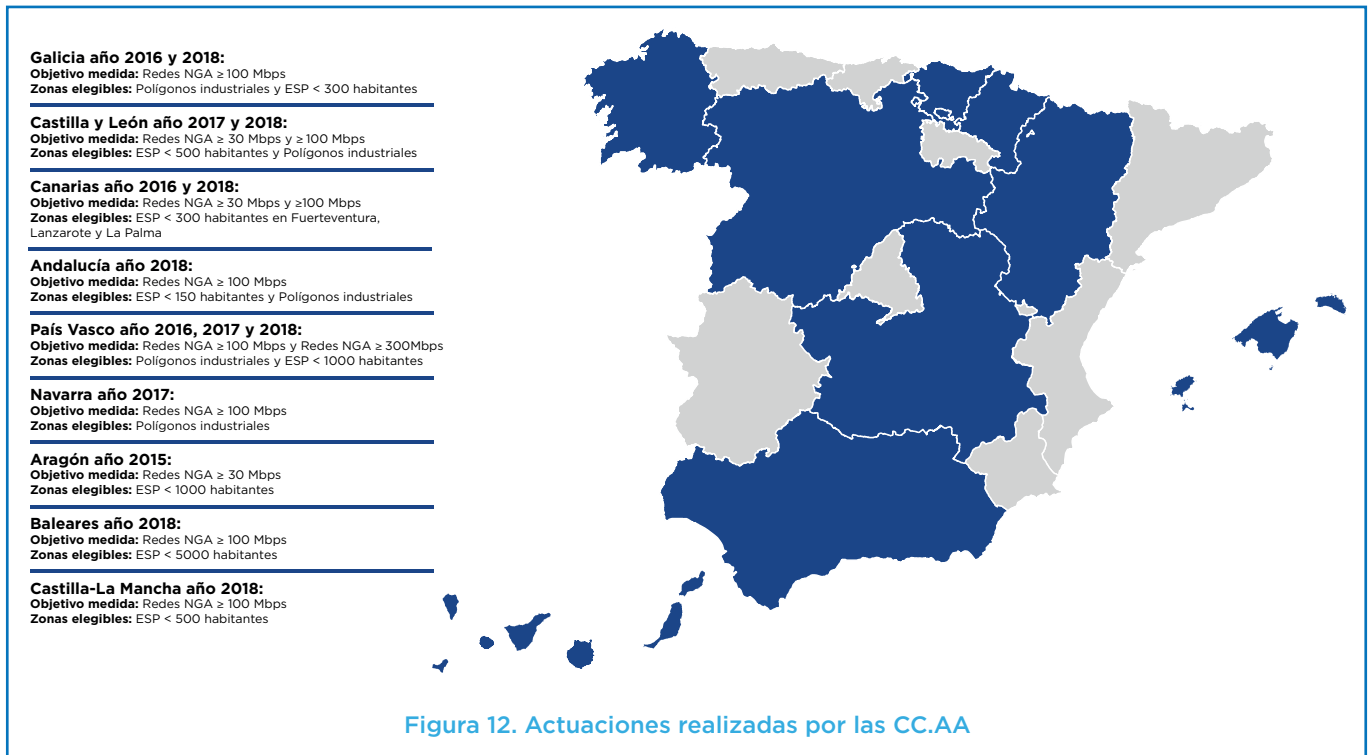 Galicia año 2016 y 2018:
Objetivo medida: Redes NGA ≥ 100 Mbps
Zonas elegibles: Polígonos industriales y ESP < 300 habitantes
Castilla y León año 2017 y 2018:
Objetivo medida: Redes NGA ≥ 30 Mbps y ≥ 100 Mbps
Zonas elegibles: ESP < 500 habitantes y Polígonos industriales
Canarias año 2016 y 2018:
Objetivo medida: Redes NGA ≥ 30 Mbps y ≥100 Mbps
Zonas elegibles: ESP < 300 habitantes en Fuerteventura,
Lanzarote y La Palma
Andalucía año 2018:
Objetivo medida: Redes NGA ≥ 100 Mbps
Zonas elegibles: ESP < 150 habitantes y Polígonos industriales
País Vasco año 2016, 2017 y 2018:
Objetivo medida: Redes NGA ≥ 100 Mbps y Redes NGA ≥ 300Mbps
Zonas elegibles: Polígonos industriales y ESP < 1000 habitantes
Navarra año 2017:
Objetivo medida: Redes NGA ≥ 100 Mbps
Zonas elegibles: Polígonos industriales
Aragón año 2015:
Objetivo medida: Redes NGA ≥ 30 Mbps
Zonas elegibles: ESP < 1000 habitantes
Baleares año 2018:
Objetivo medida: Redes NGA ≥ 100 Mbps
Zonas elegibles: ESP < 5000 habitantes
Castilla-La Mancha año 2018:
Objetivo medida: Redes NGA ≥ 100 Mbps
Zonas elegibles: ESP < 500 habitantes
Figura 12. Actuaciones realizadas por las CC.AA